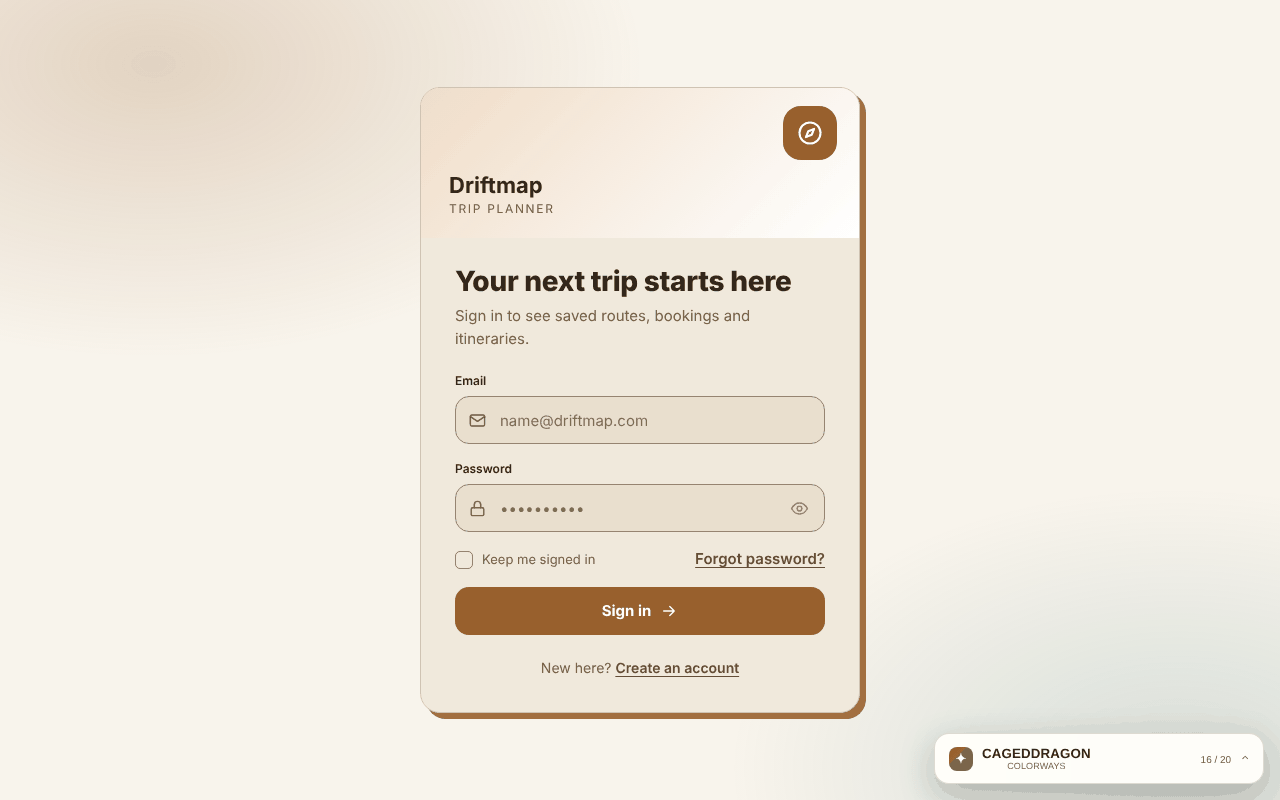 Driftmap
TRIP PLANNER
Your next trip starts here
Sign in to see saved routes, bookings and
itineraries.
Email
name@driftmap.com
Password
••••••••••
Keep me signed in
Forgot password?
Sign in →
New here? Create an account
CAGEDDRAGON
COLORWAYS
16 / 20